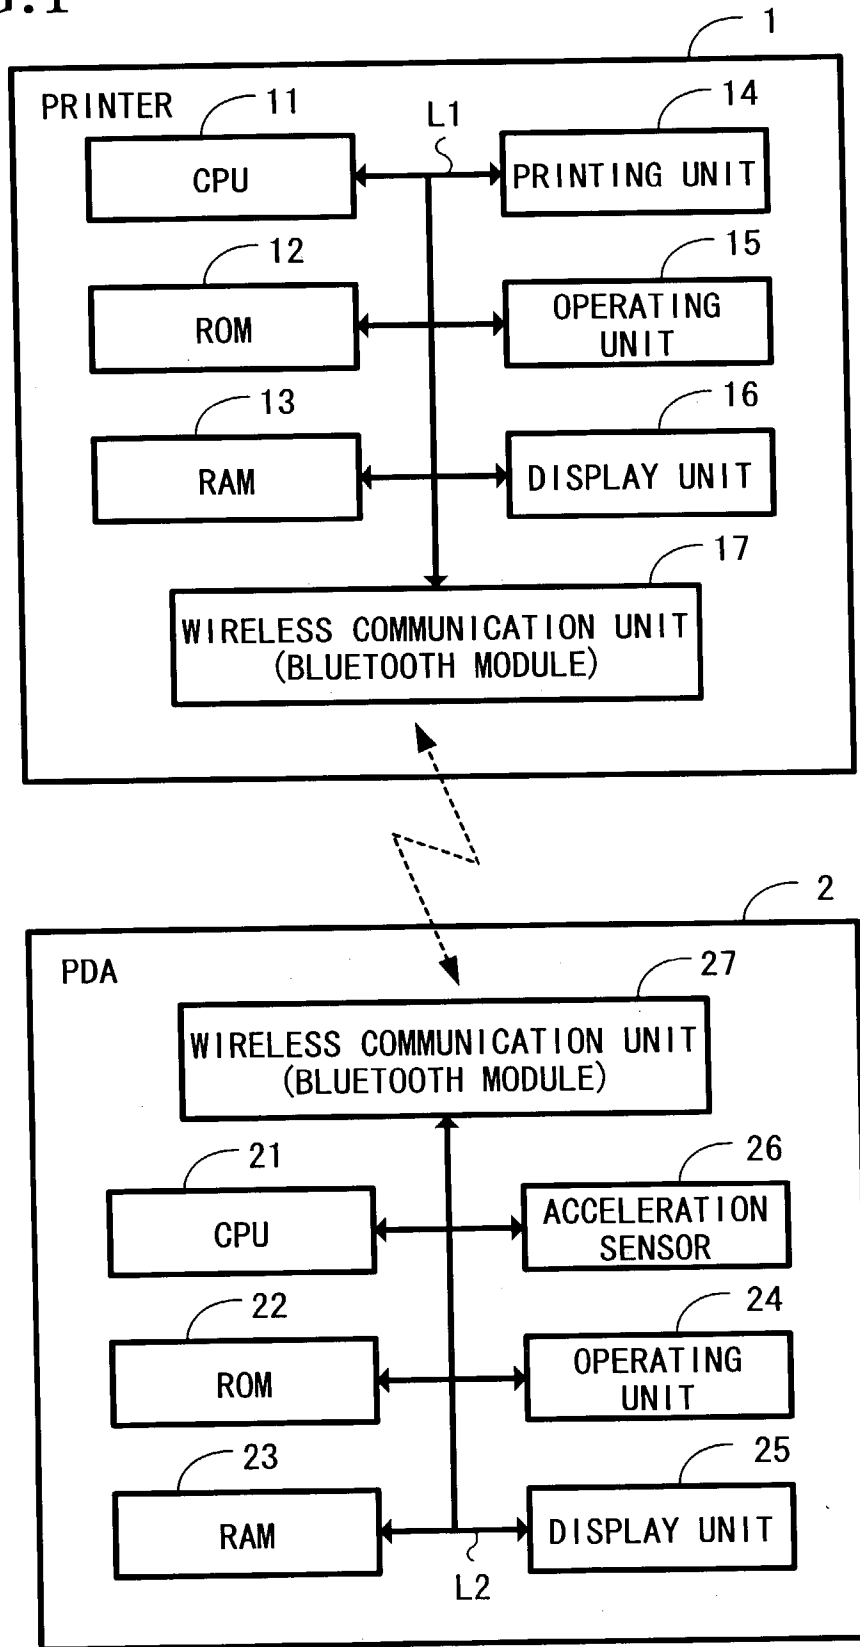 1
PRINTER
11
L1
14
CPU
PRINTING UNIT
12
15
ROM
OPERATING
UNIT
13
16
RAM
DISPLAY UNIT
17
WIRELESS COMMUNICATION UNIT
(BLUETOOTH MODULE)
2
PDA
27
WIRELESS COMMUNICATION UNIT
(BLUETOOTH MODULE)
21
26
CPU
ACCELERATION
SENSOR
22
24
ROM
OPERATING
UNIT
23
25
RAM
DISPLAY UNIT
L2